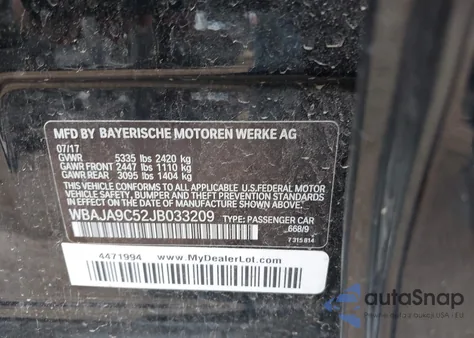 MFD BY BAYERISCHE MOTOREN WERKE AG
07/17
GVWR 5335 lbs 2420 kg
GAWR FRONT 2447 lbs 1110 kg
GAWR REAR 3095 lbs 1404 kg
THIS VEHICLE CONFORMS TO ALL APPLICABLE U.S. FEDERAL MOTOR
VEHICLE SAFETY, BUMPER AND THEFT PREVENTION STANDARDS
IN EFFECT ON THE DATE OF MANUFACTURE SHOWN ABOVE.
WBAJA9C52JB033209 TYPE: PASSENGER CAR
668/9
7 315 814
4471994 www.MyDealerLot.com
autoSnap